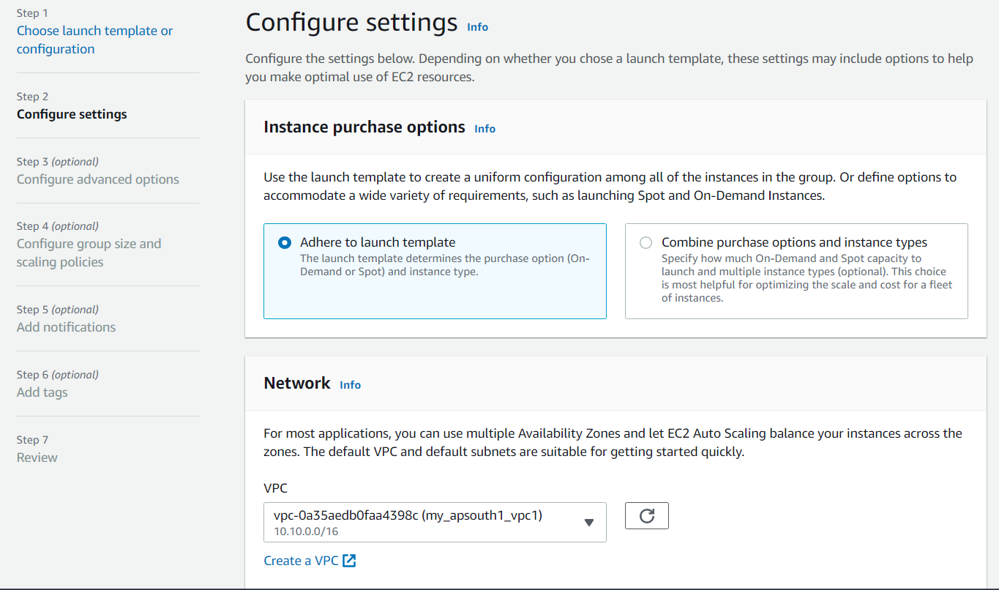 Step 1
Choose launch template or
configuration
Step 2
Configure settings
Step 3 (optional)
Configure advanced options
Step 4 (optional)
Configure group size and
scaling policies
Step 5 (optional)
Add notifications
Step 6 (optional)
Add tags
Step 7
Review
Configure settings Info
Configure the settings below. Depending on whether you chose a launch template, these settings may include options to help
you make optimal use of EC2 resources.
Instance purchase options Info
Use the launch template to create a uniform configuration among all of the instances in the group. Or define options to
accommodate a wide variety of requirements, such as launching Spot and On-Demand Instances.
Adhere to launch template
The launch template determines the purchase option (On-
Demand or Spot) and instance type.
Combine purchase options and instance types
Specify how much On-Demand and Spot capacity to
launch and multiple instance types (optional). This choice
is most helpful for optimizing the scale and cost for a fleet
of instances.
Network Info
For most applications, you can use multiple Availability Zones and let EC2 Auto Scaling balance your instances across the
zones. The default VPC and default subnets are suitable for getting started quickly.
VPC
vpc-0a35aedb0faa4398c (my_apsouth1_vpc1)
10.10.0.0/16
Create a VPC